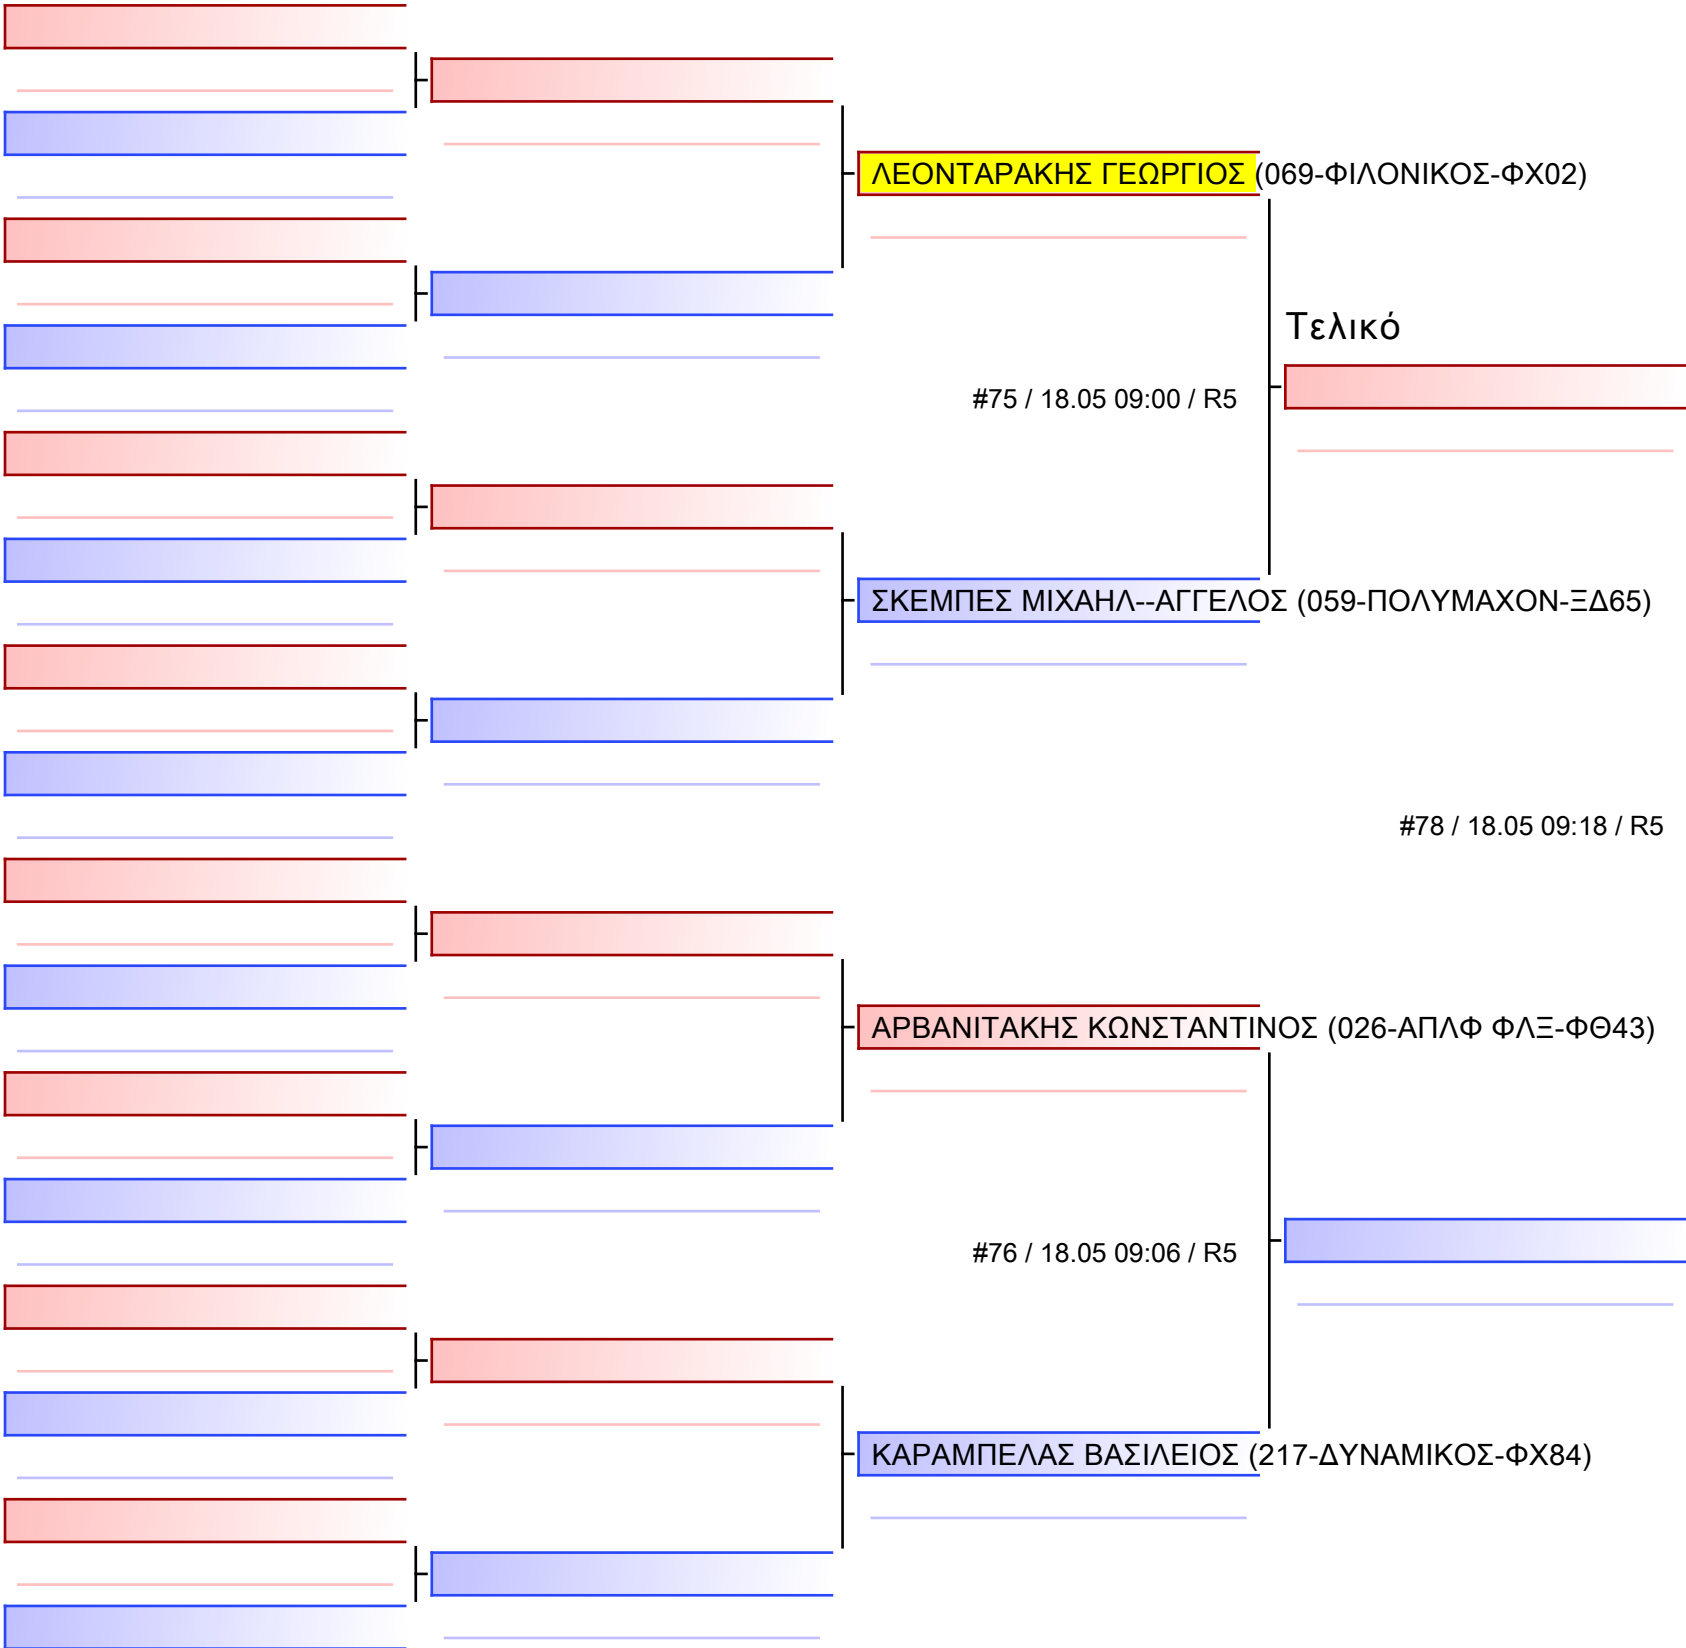 ΛΕΟΝΤΑΡΑΚΗΣ ΓΕΩΡΓΙΟΣ (069-ΦΙΛΟΝΙΚΟΣ-ΦΧ02)
Τελικό
#75 / 18.05 09:00 / R5
ΣΚΕΜΠΕΣ ΜΙΧΑΗΛ--ΑΓΓΕΛΟΣ (059-ΠΟΛΥΜΑΧΟΝ-ΞΔ65)
#78 / 18.05 09:18 / R5
ΑΡΒΑΝΙΤΑΚΗΣ ΚΩΝΣΤΑΝΤΙΝΟΣ (026-ΑΠΛΦ ΦΛΞ-ΦΘ43)
#76 / 18.05 09:06 / R5
ΚΑΡΑΜΠΕΛΑΣ ΒΑΣΙΛΕΙΟΣ (217-ΔΥΝΑΜΙΚΟΣ-ΦΧ84)